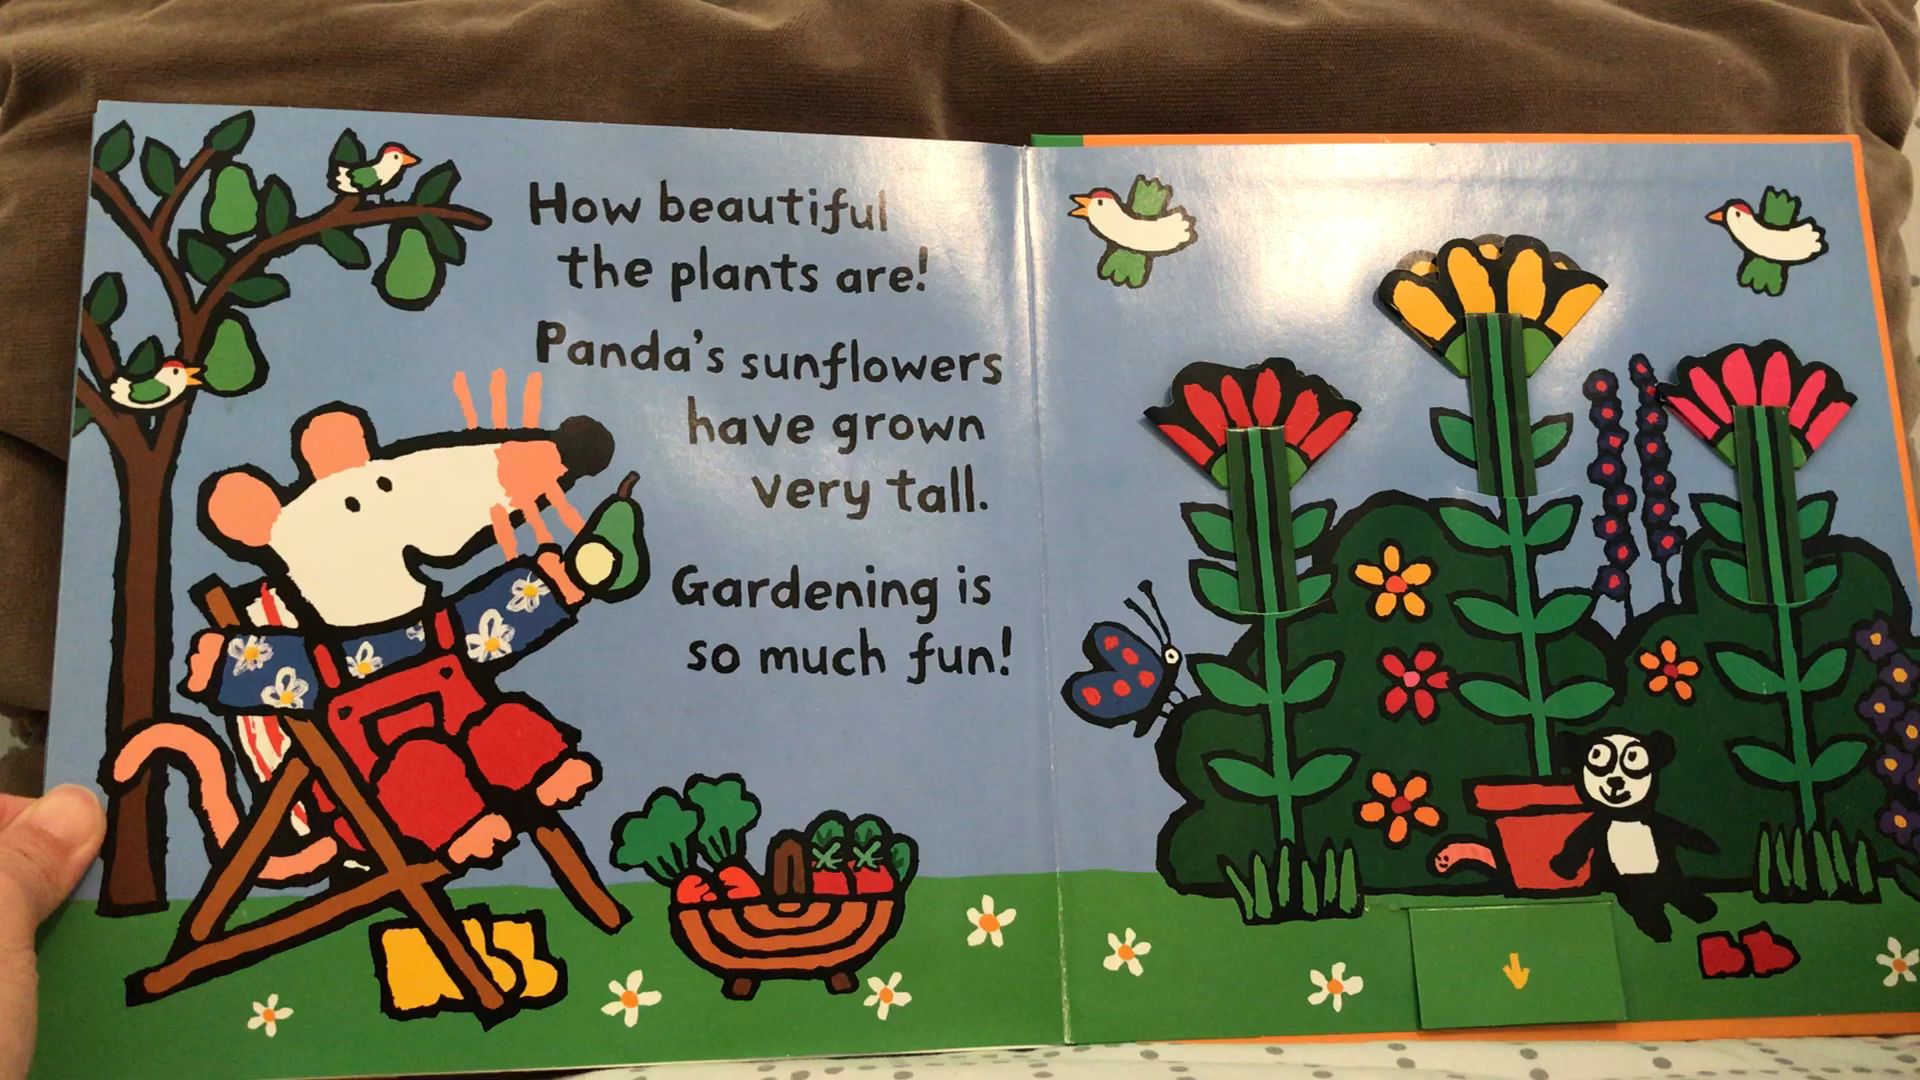 How beautiful
the plants are!
Panda's sunflowers
have grown
very tall.
Gardening is
so much fun!